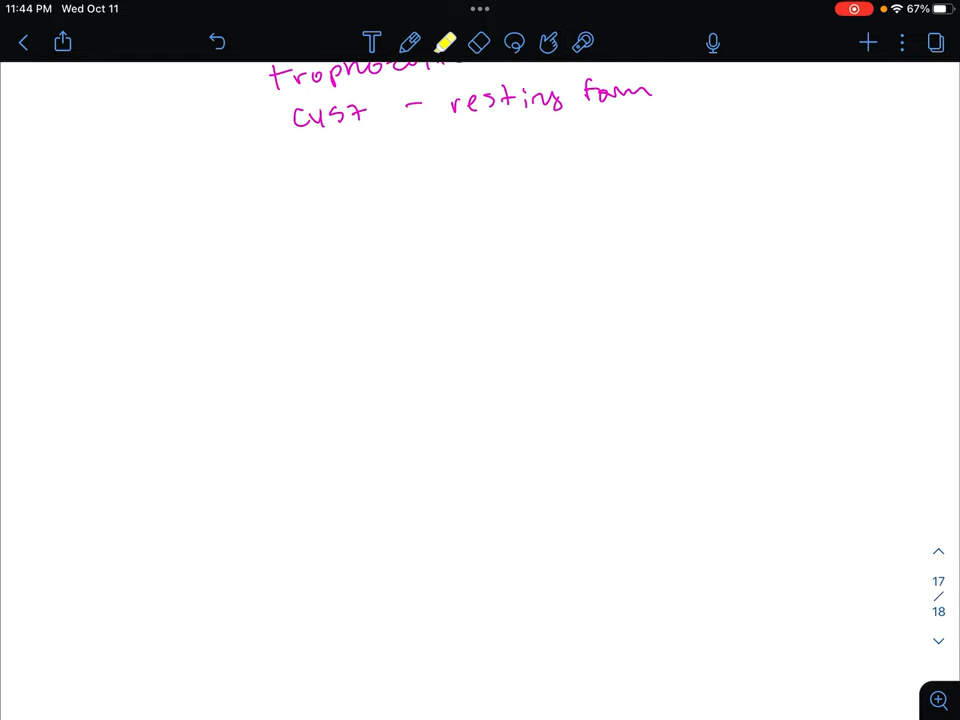 11:44 PM Wed Oct 11
67%
T
cyst - resting form
17
/
18